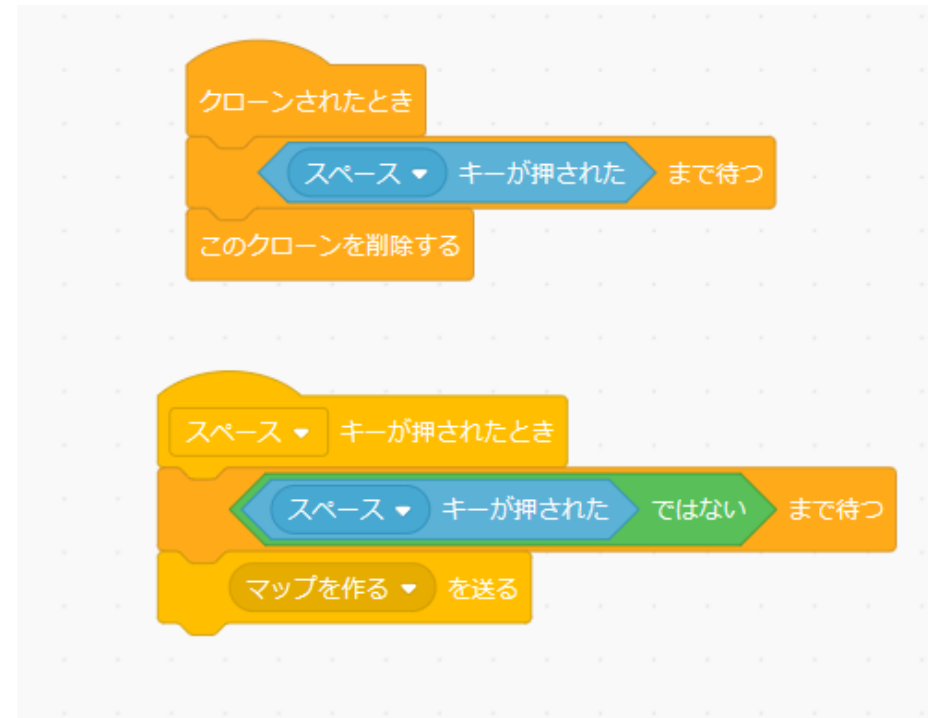 クローンされたとき
スペース キーが押された まで待つ
このクローンを削除する
スペース キーが押されたとき
スペース キーが押された ではない まで待つ
マップを作る を送る